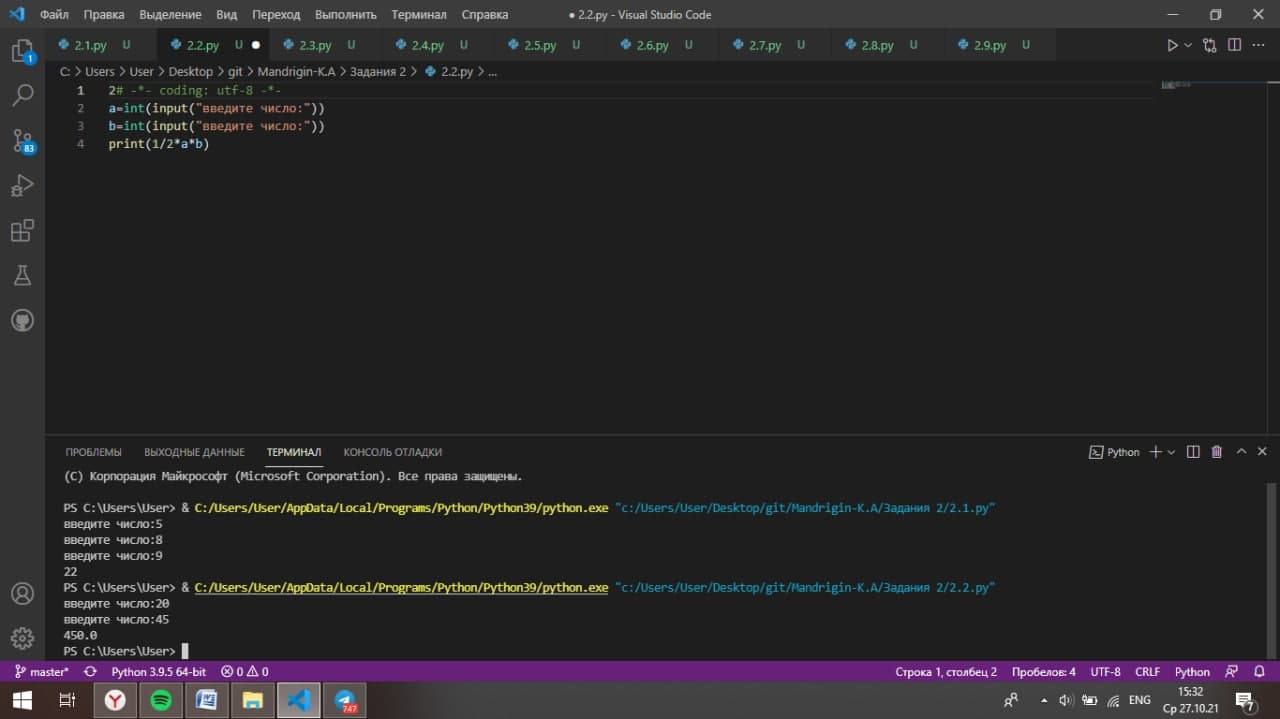 Файл Правка Выделение Вид Переход Выполнить Терминал Справка ● 2.2.py - Visual Studio Code
2.1.py U 2.2.py U ● 2.3.py U 2.4.py U 2.5.py U 2.6.py U 2.7.py U 2.8.py U 2.9.py U
1
C: > Users > User > Desktop > git > Mandrigin-K.A > Задания 2 > 2.2.py > ...
1 2# -*- coding: utf-8 -*-
2 a=int(input("введите число:"))
3 b=int(input("введите число:"))
4 print(1/2*a*b)
83
ПРОБЛЕМЫ ВЫХОДНЫЕ ДАННЫЕ ТЕРМИНАЛ КОНСОЛЬ ОТЛАДКИ Python
(C) Корпорация Майкрософт (Microsoft Corporation). Все права защищены.
PS C:\Users\User> & C:/Users/User/AppData/Local/Programs/Python/Python39/python.exe "c:/Users/User/Desktop/git/Mandrigin-K.A/Задания 2/2.1.py"
введите число:5
введите число:8
введите число:9
22
PS C:\Users\User> & C:/Users/User/AppData/Local/Programs/Python/Python39/python.exe "c:/Users/User/Desktop/git/Mandrigin-K.A/Задания 2/2.2.py"
введите число:20
введите число:45
450.0
PS C:\Users\User>
master* Python 3.9.5 64-bit 0 0 Строка 1, столбец 2 Пробелов: 4 UTF-8 CRLF Python
747 ENG 15:32
Ср 27.10.21 7